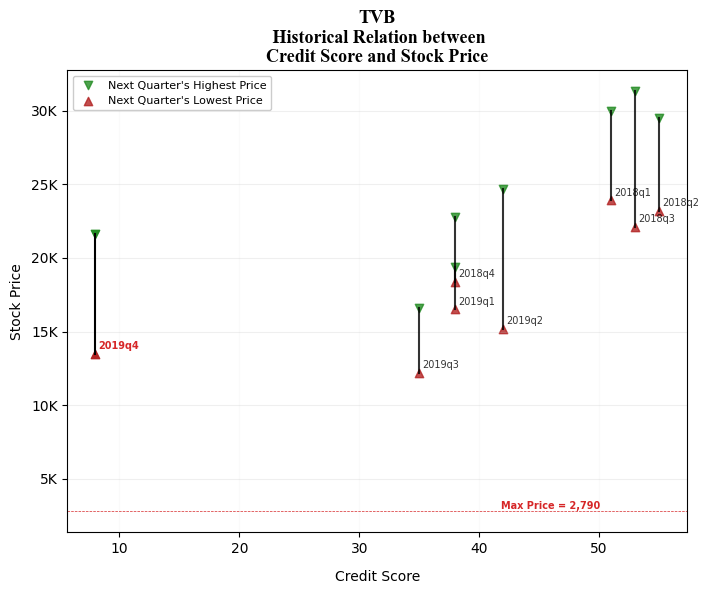 TVB
Historical Relation between
Credit Score and Stock Price
Next Quarter's Highest Price
Next Quarter's Lowest Price
30K
25K
20K
15K
10K
5K
Stock Price
2018q1
2018q2
2018q3
2018q4
2019q1
2019q2
2019q4
2019q3
Max Price = 2,790
10
20
30
40
50
Credit Score